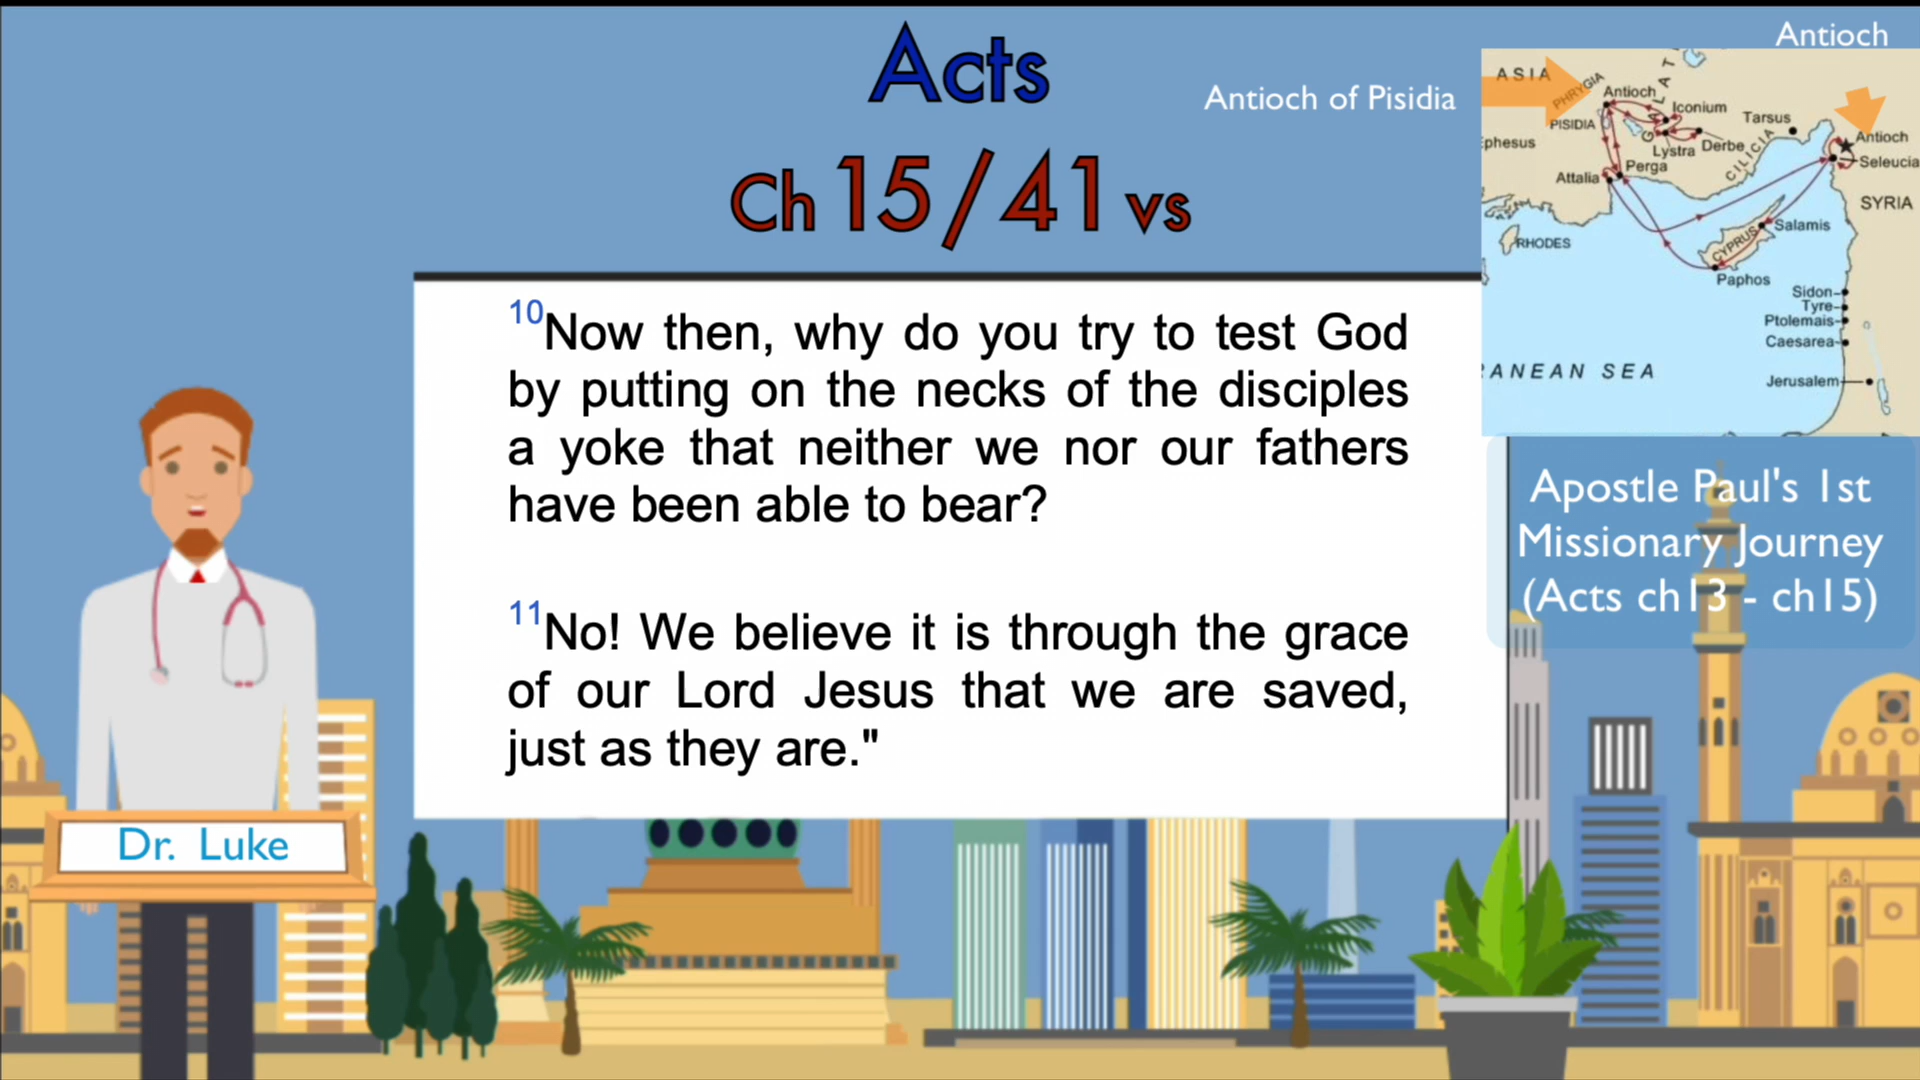 Acts
Ch 15/41 vs
Antioch of Pisidia
Antioch
10Now then, why do you try to test God
by putting on the necks of the disciples
a yoke that neither we nor our fathers
have been able to bear?
11No! We believe it is through the grace
of our Lord Jesus that we are saved,
just as they are."
ASIA
PHRYGIA
Antioch
Iconium
Tarsus
PISIDIA
Antioch
phesus
Lystra
Derbe
CILICIA
Seleucia
Perga
Attalia
SYRIA
Salamis
RHODES
CYPRUS
Paphos
Sidon
Tyre
Ptolemais
Caesarea
ANEAN SEA
Jerusalem
Apostle Paul's 1st
Missionary Journey
(Acts ch13 - ch15)
Dr. Luke